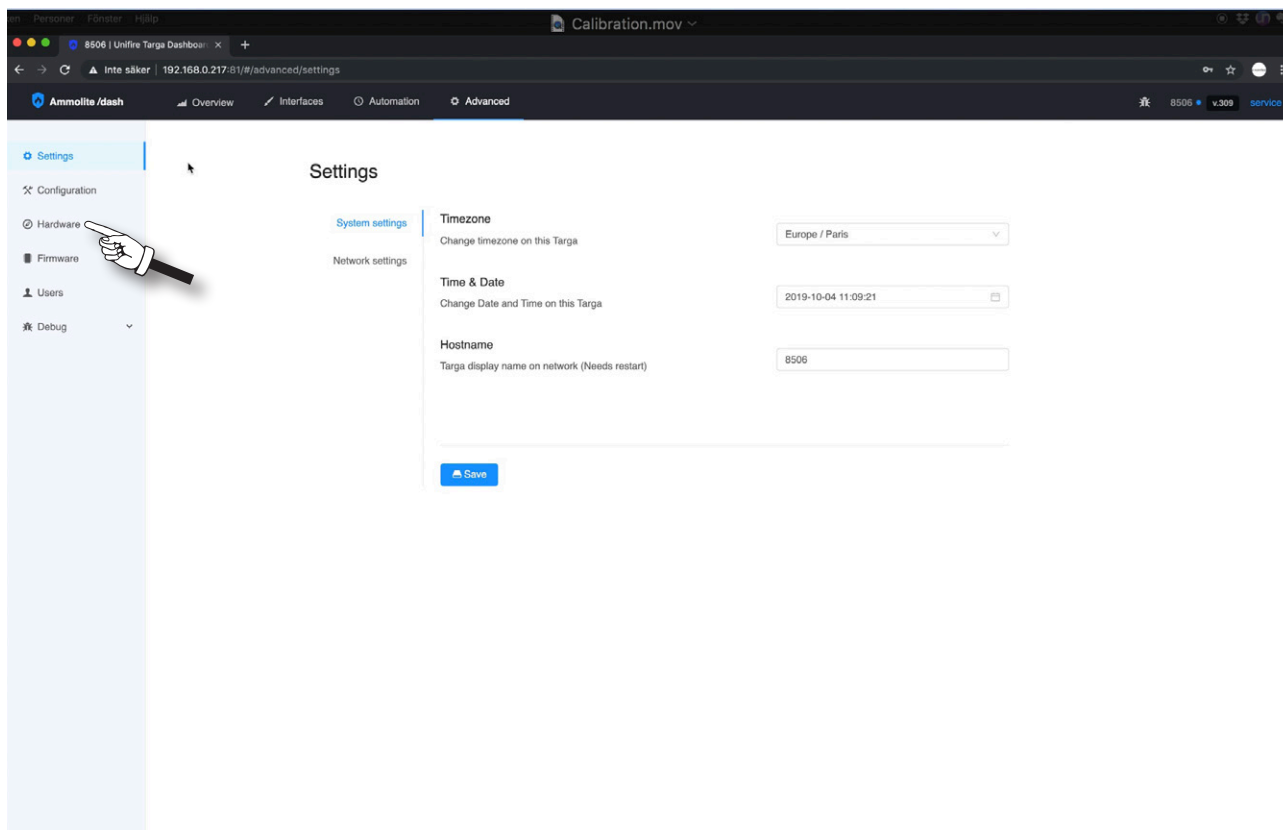 Personer Fönster Hjälp
Calibration.mov
8506 | Unifire Targa Dashboar
Inte säker | 192.168.0.217:81/#/advanced/settings
Ammolite /dash Overview Interfaces Automation Advanced 8506 v.309 service
Settings
Configuration
Hardware
Firmware
Users
Debug
Settings
System settings
Network settings
Timezone
Change timezone on this Targa
Europe / Paris
Time & Date
Change Date and Time on this Targa
2019-10-04 11:09:21
Hostname
Targa display name on network (Needs restart)
8506
Save